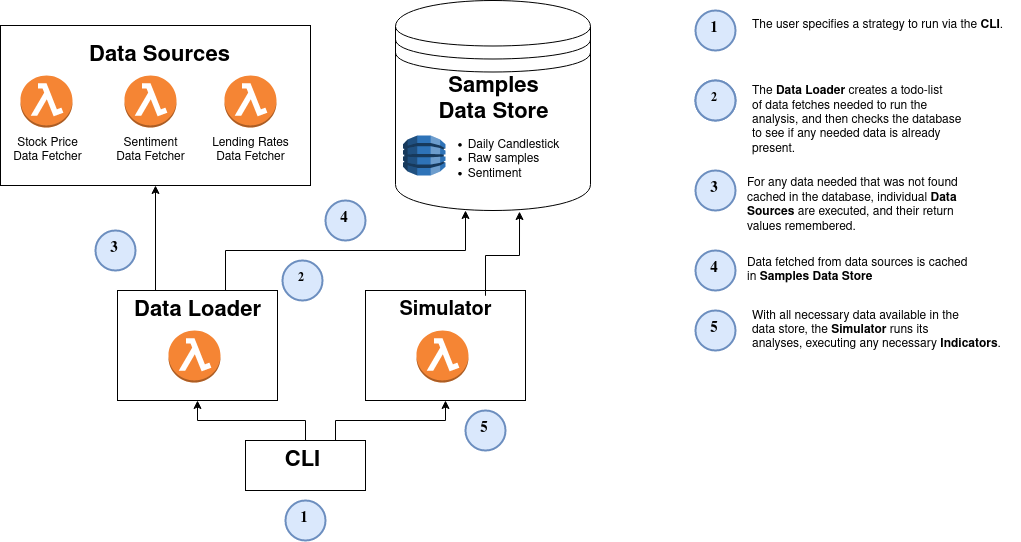 Data Sources
Stock Price
Data Fetcher
Sentiment
Data Fetcher
Lending Rates
Data Fetcher
Samples
Data Store
• Daily Candlestick
• Raw samples
• Sentiment
3
4
2
Data Loader
Simulator
5
CLI
1
1
The user specifies a strategy to run via the CLI.
2
The Data Loader creates a todo-list
of data fetches needed to run the
analysis, and then checks the database
to see if any needed data is already
present.
3
For any data needed that was not found
cached in the database, individual Data
Sources are executed, and their return
values remembered.
4
Data fetched from data sources is cached
in Samples Data Store
5
With all necessary data available in the
data store, the Simulator runs its
analyses, executing any necessary Indicators.